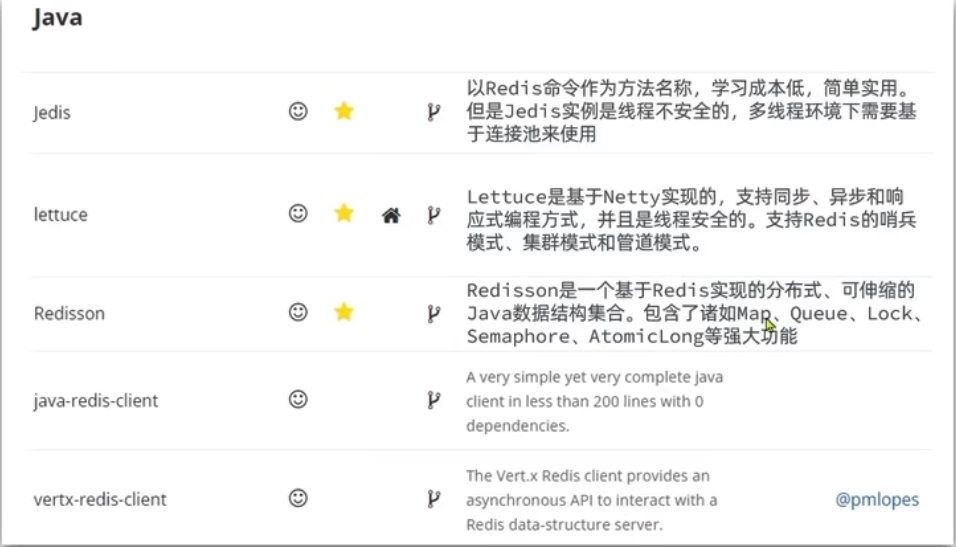 Java
Jedis
以Redis命令作为方法名称，学习成本低，简单实用。
但是Jedis实例是线程不安全的，多线程环境下需要基
于连接池来使用
lettuce
Lettuce是基于Netty实现的，支持同步、异步和响
应式编程方式，并且是线程安全的。支持Redis的哨兵
模式、集群模式和管道模式。
Redisson
Redisson是一个基于Redis实现的分布式、可伸缩的
Java数据结构集合。包含了诸如Map、Queue、Lock、
Semaphore、AtomicLong等强大功能
java-redis-client
A very simple yet very complete java
client in less than 200 lines with 0
dependencies.
vertx-redis-client
The Vert.x Redis client provides an
asynchronous API to interact with a
Redis data-structure server.
@pmlopes